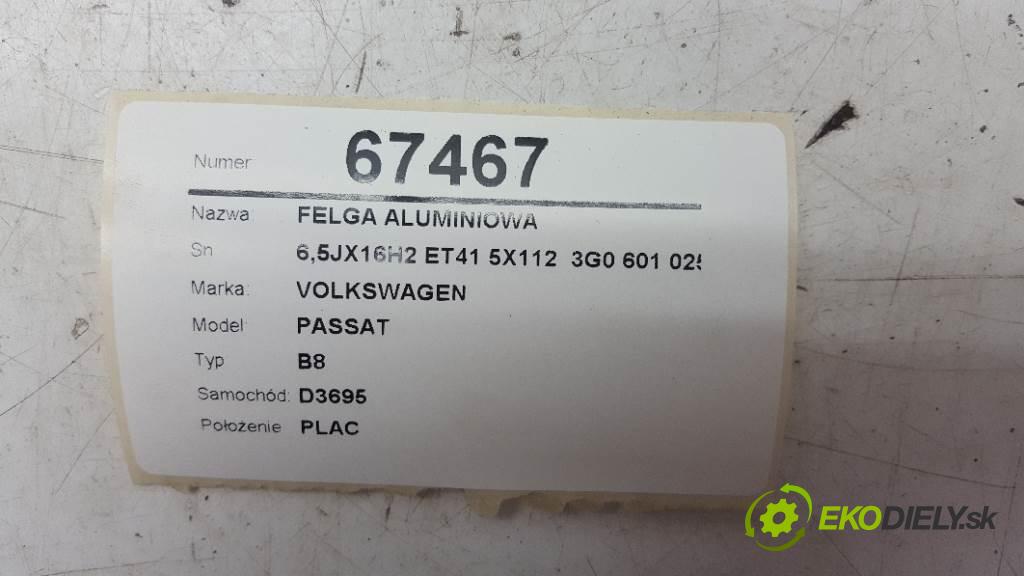 Numer 67467
Nazwa: FELGA ALUMINIOWA
Sn 6,5JX16H2 ET41 5X112 3G0 601 025
Marka: VOLKSWAGEN
Model PASSAT
Typ B8
Samochód: D3695
Położenie PLAC
EKODIELY.sk